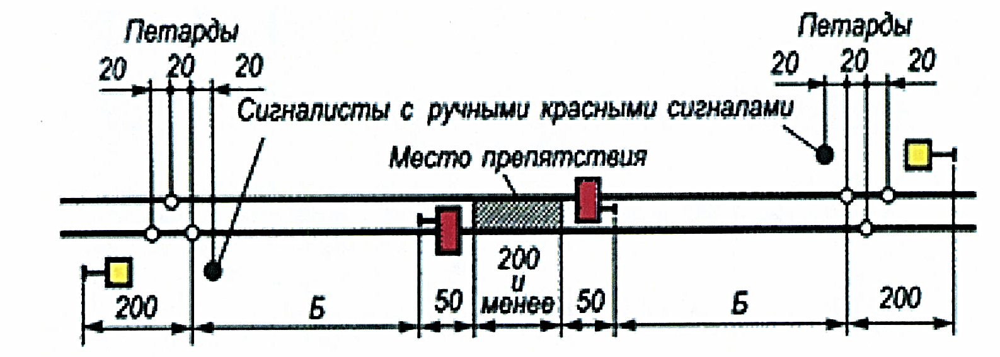 Петарды
Петарды
20 20 20
20 20 20
Сигналисты с ручными красными сигналами
Место препятствия
200
и
менее
200
Б
50
50
Б
200